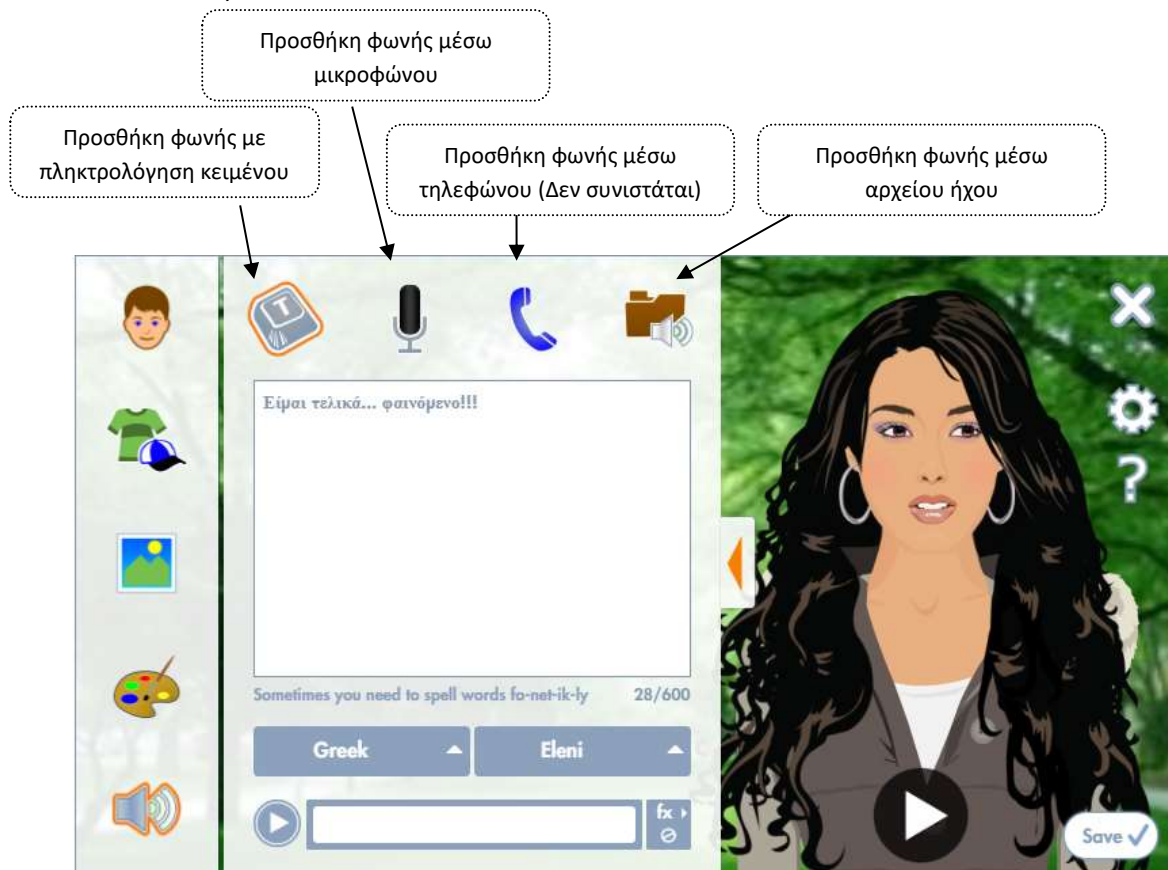 Προσθήκη φωνής μέσω
μικροφώνου
Προσθήκη φωνής με
πληκτρολόγηση κειμένου
Προσθήκη φωνής μέσω
τηλεφώνου (Δεν συνιστάται)
Προσθήκη φωνής μέσω
αρχείου ήχου
T
Είμαι τελικά... φαινόμενο!!!
?
Sometimes you need to spell words fo-net-ik-ly 28/600
Greek Eleni
fx
Save